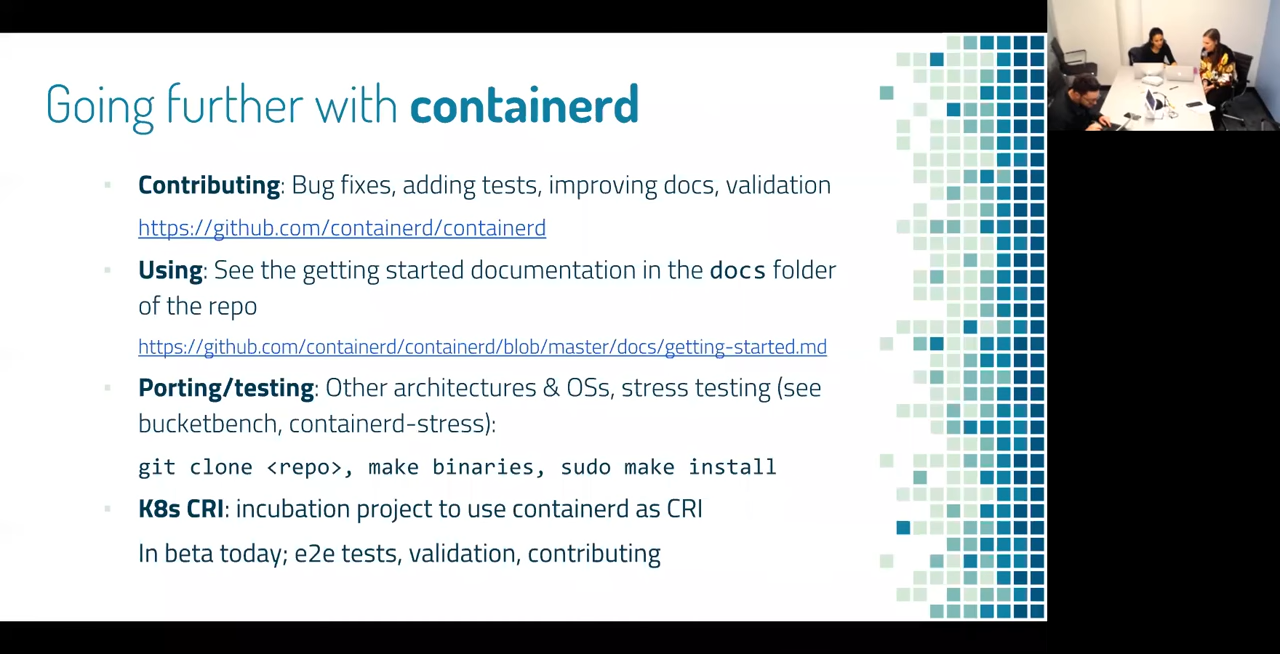 Going further with containerd
Contributing: Bug fixes, adding tests, improving docs, validation
https://github.com/containerd/containerd
Using: See the getting started documentation in the docs folder
of the repo
https://github.com/containerd/containerd/blob/master/docs/getting-started.md
Porting/testing: Other architectures & OSs, stress testing (see
bucketbench, containerd-stress):
git clone <repo>, make binaries, sudo make install
K8s CRI: incubation project to use containerd as CRI
In beta today; e2e tests, validation, contributing